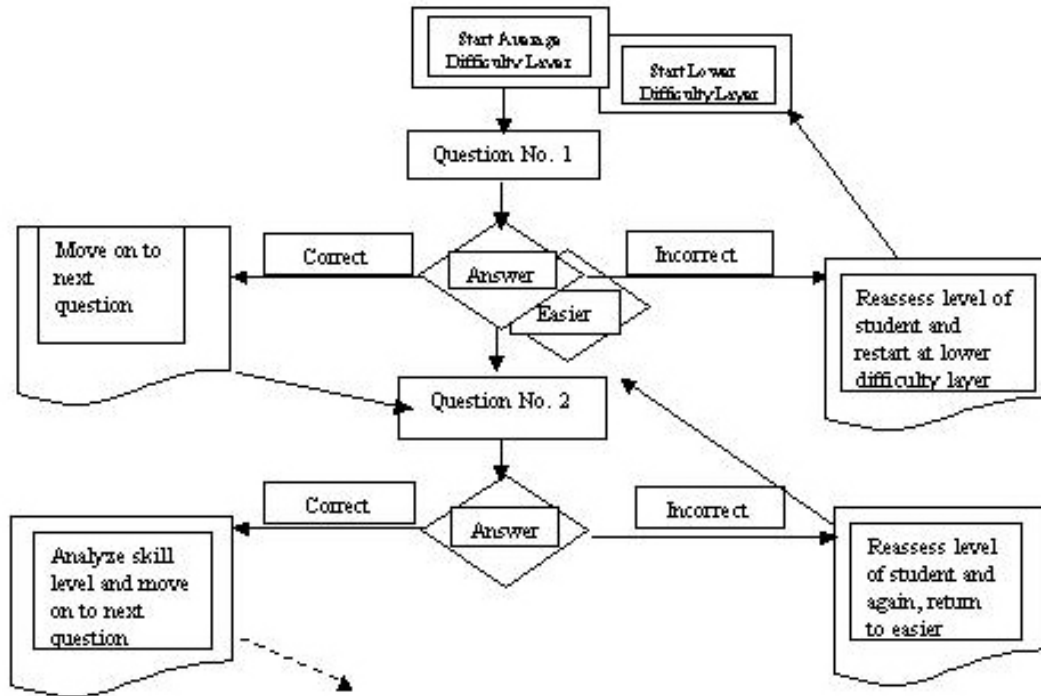 Start Average
Difficulty Layer
Start Lower
Difficulty Layer
Question No. 1
Correct
Incorrect
Move on to
next
question
Answer
Easier
Reassess level of
student and
restart at lower
difficulty layer
Question No. 2
Correct
Incorrect
Answer
Analyze skill
level and move
on to next
question
Reassess level
of student and
again, return
to easier